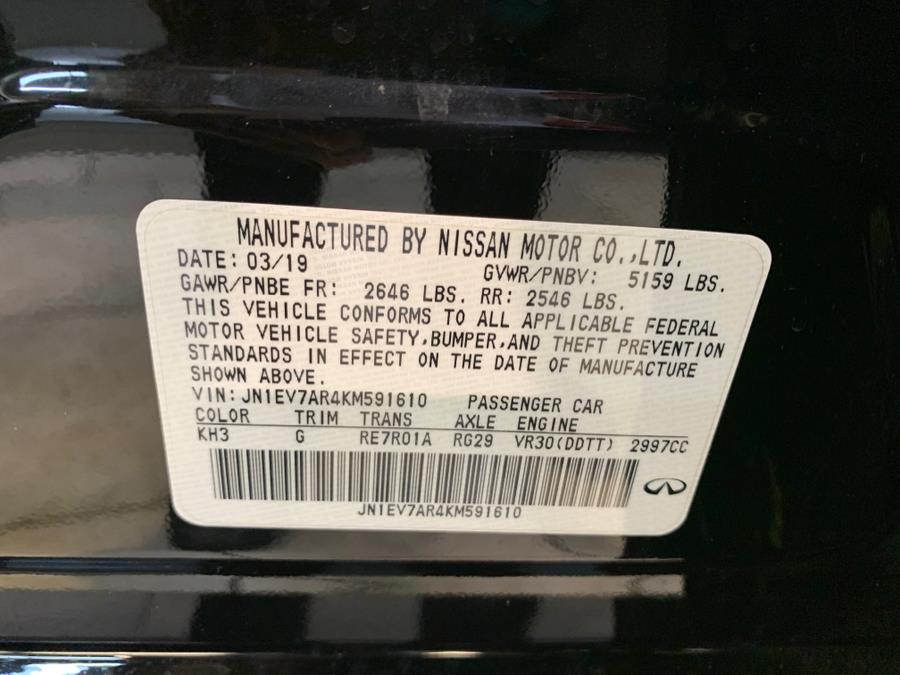 MANUFACTURED BY NISSAN MOTOR CO.,LTD.
DATE: 03/19 GVWR/PNBV: 5159 LBS.
GAWR/PNBE FR: 2646 LBS. RR: 2546 LBS.
THIS VEHICLE CONFORMS TO ALL APPLICABLE FEDERAL
MOTOR VEHICLE SAFETY,BUMPER,AND THEFT PREVENTION
STANDARDS IN EFFECT ON THE DATE OF MANUFACTURE
SHOWN ABOVE.
VIN:JN1EV7AR4KM591610 PASSENGER CAR
COLOR TRIM TRANS AXLE ENGINE
KH3 G RE7R01A RG29 VR30(DDTT) 2997CC
JN1EV7AR4KM591610